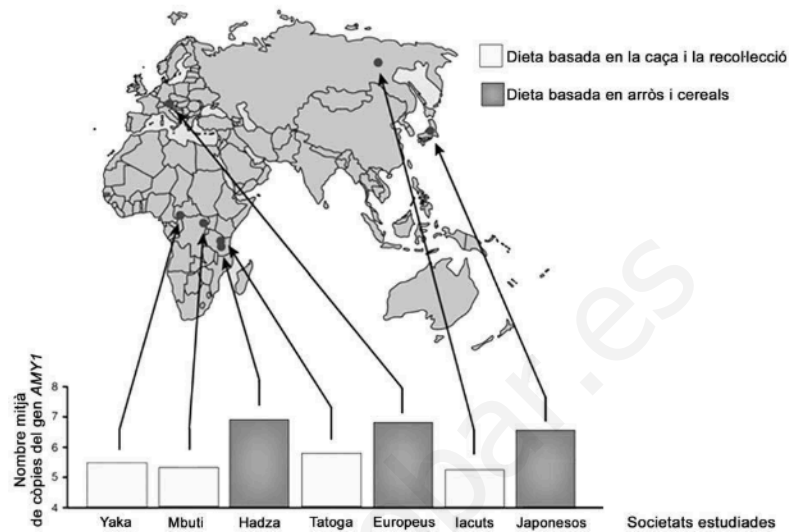 Dieta basada en la caça i la recol·lecció
Dieta basada en arròs i cereals
Nombre mitjà
de còpies del gen AMY1
8
7
6
5
4
Yaka
Mbuti
Hadza
Tatoga
Europeus
Iacuts
Japonesos
Societats estudiades